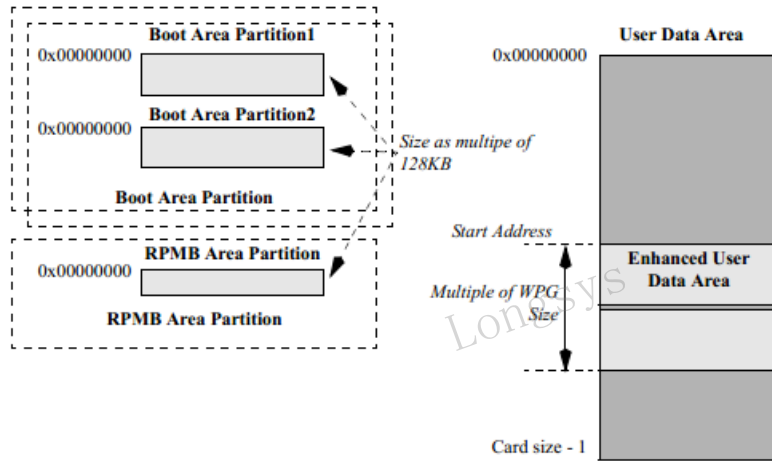 Boot Area Partition1
0x00000000
Boot Area Partition2
0x00000000
Size as multipe of
128KB
Boot Area Partition
RPMB Area Partition
0x00000000
RPMB Area Partition
User Data Area
0x00000000
Start Address
Enhanced User
Data Area
Multiple of WPG
Size
Longsys
Card size - 1